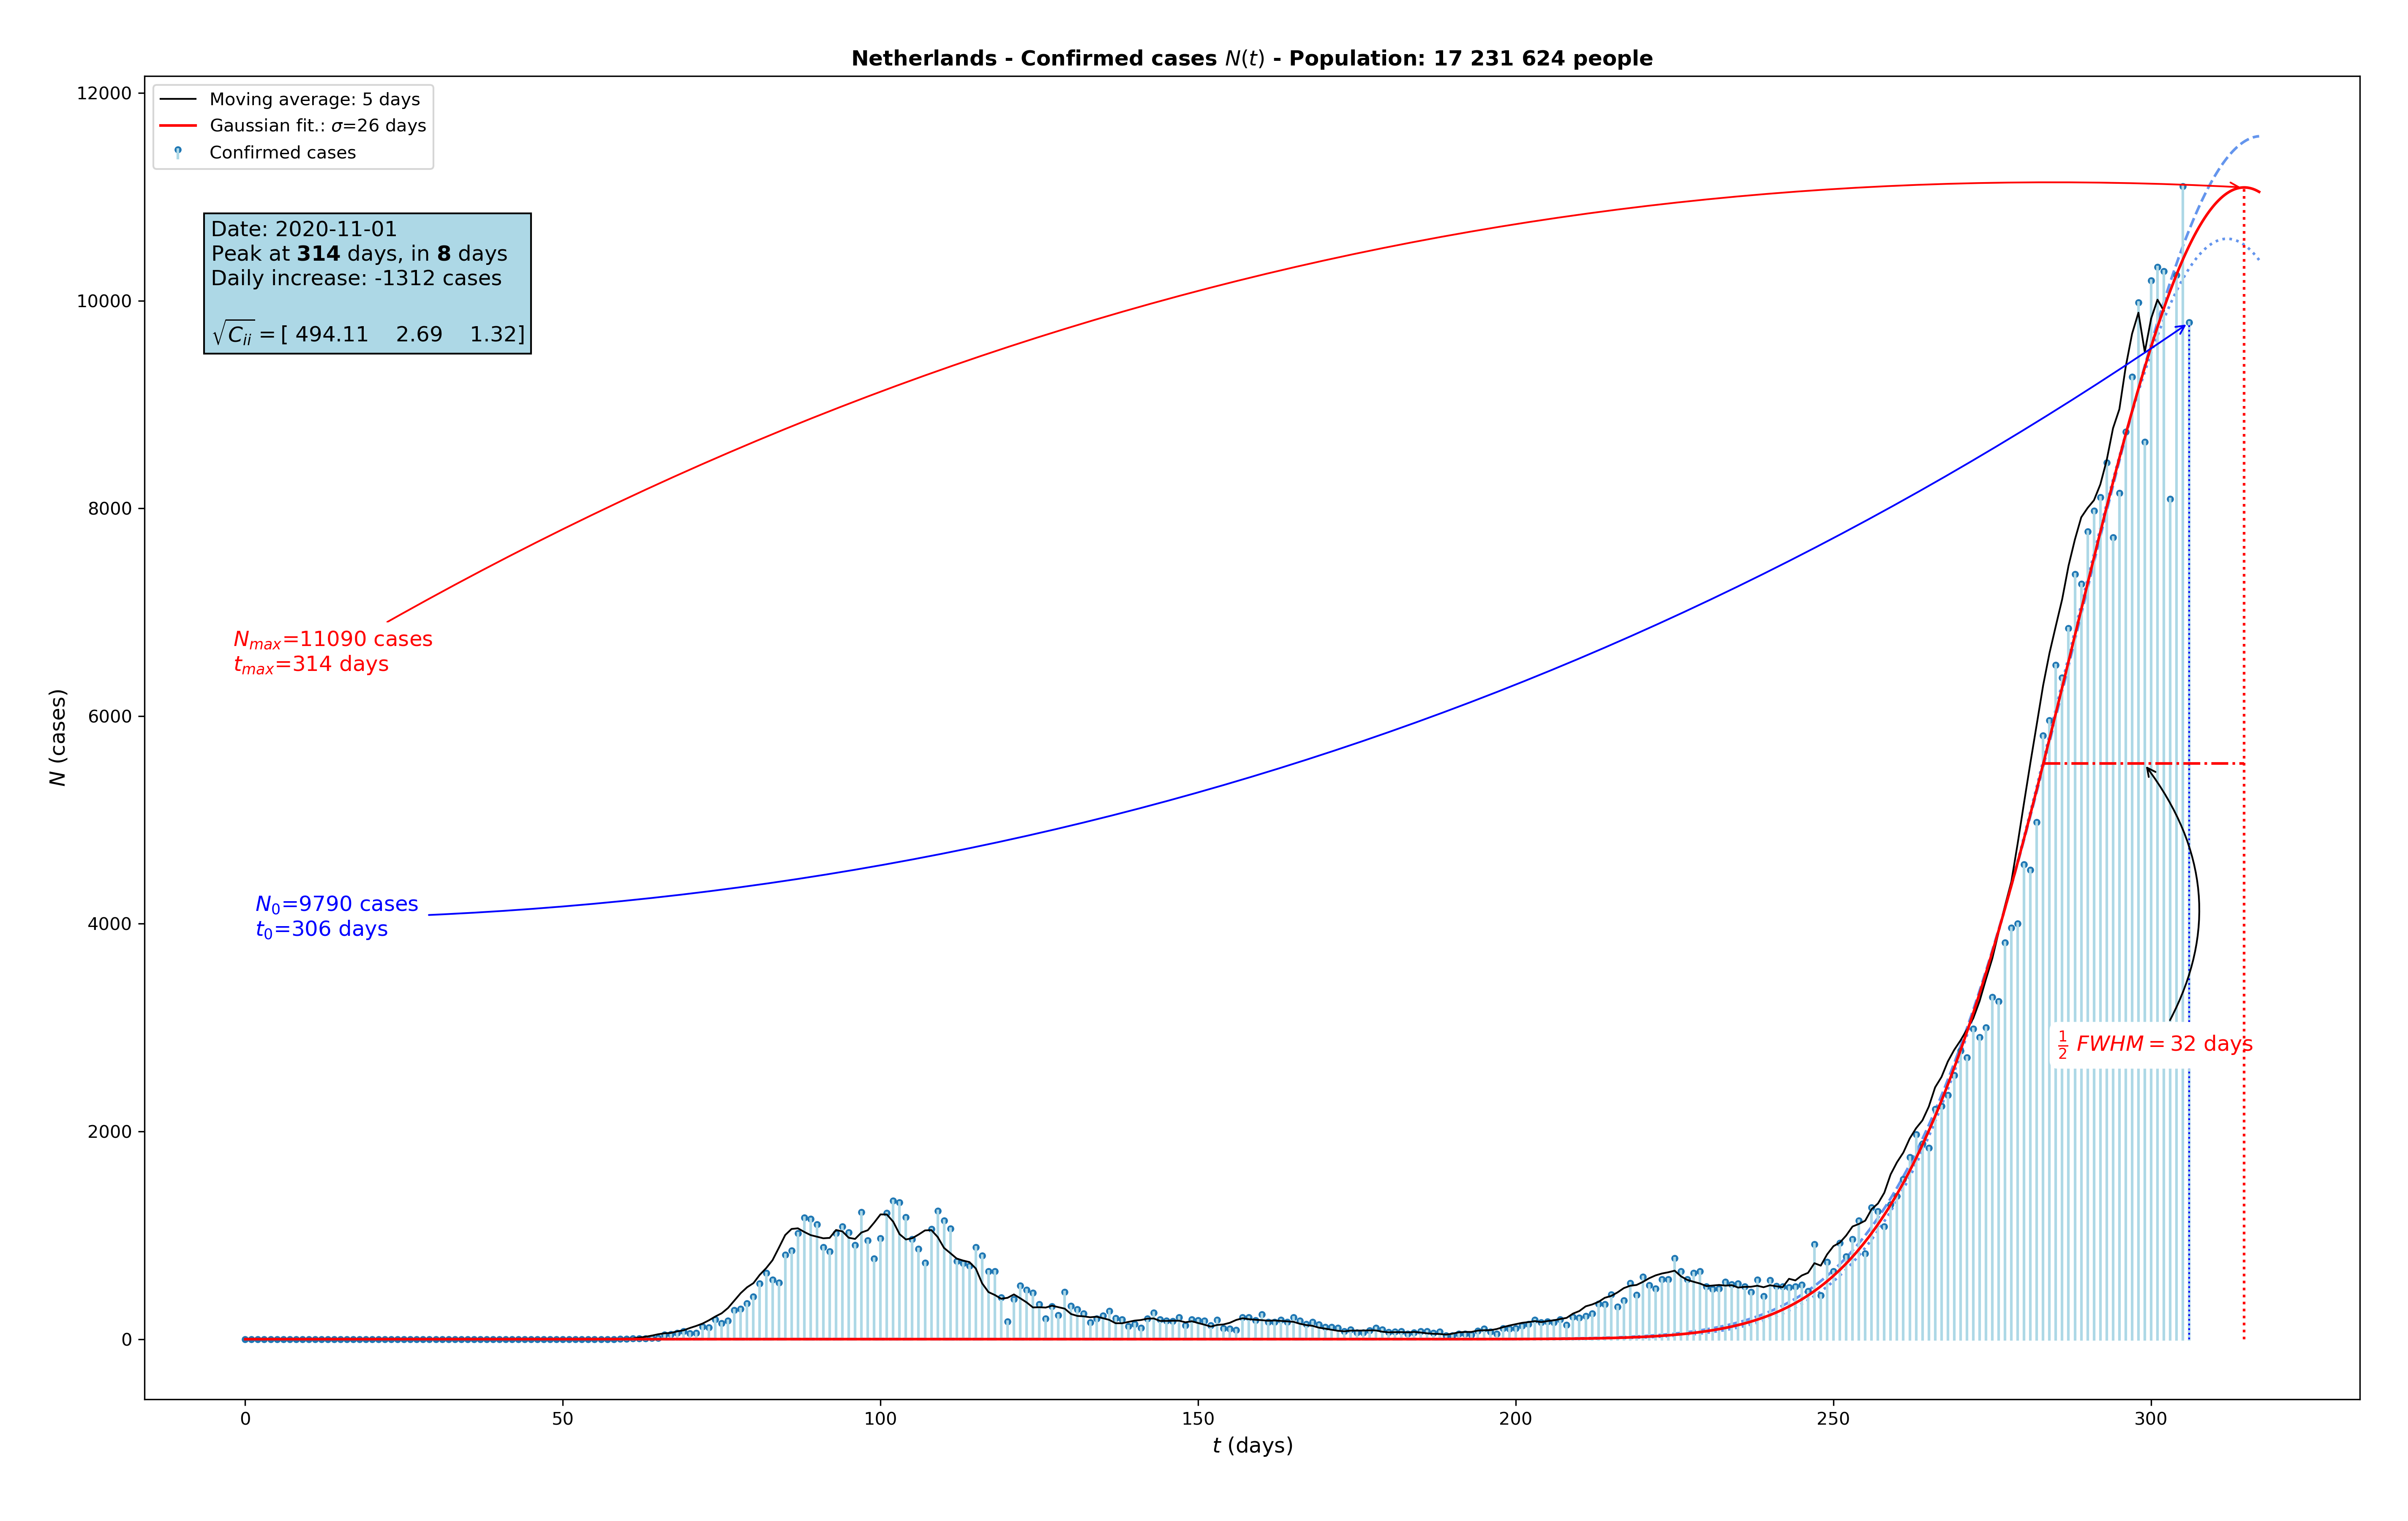 Netherlands - Confirmed cases N(t) - Population: 17 231 624 people
12000
10000
8000
6000
4000
2000
0
N (cases)
Moving average: 5 days
Gaussian fit.: σ=26 days
Confirmed cases
Date: 2020-11-01
Peak at 314 days, in 8 days
Daily increase: -1312 cases
√C_ii = [ 494.11 2.69 1.32]
N_max=11090 cases
t_max=314 days
N_0=9790 cases
t_0=306 days
1/2 FWHM = 32 days
0 50 100 150 200 250 300
t (days)